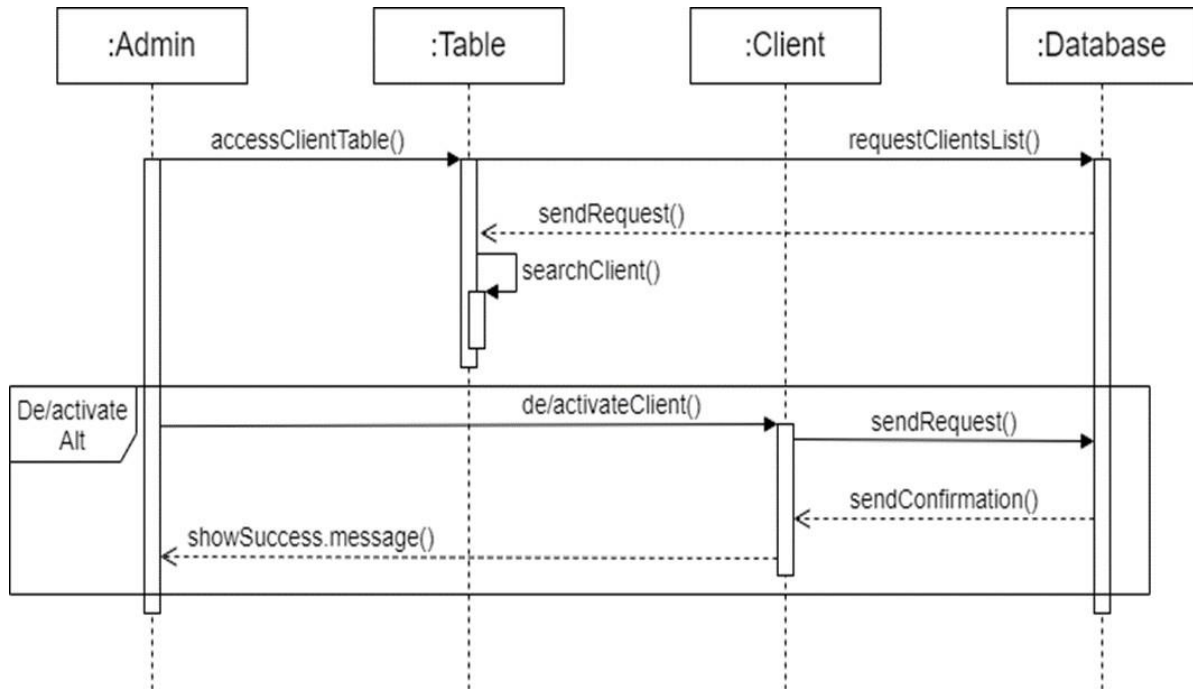 :Admin
:Table
:Client
:Database
accessClientTable()
requestClientsList()
sendRequest()
searchClient()
De/activate
Alt
de/activateClient()
sendRequest()
sendConfirmation()
showSuccess.message()